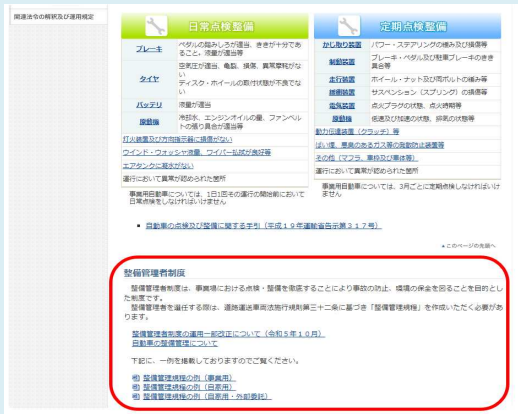 関連法令の解釈及び運用規定
日常点検整備
ブレーキ
ペダルの踏みしろが適当、ききが十分であること、液量が適当等
タイヤ
空気圧が適当、亀裂、損傷、異常摩耗がない
ディスク・ホイールの取付状態が不良でない
バッテリ
液量が適当
原動機
冷却水、エンジンオイルの量、ファンベルトの張り具合が適当等
灯火装置及び方向指示器に損傷がない
ウインド・ウォッシャ液量、ワイパー払拭が良好等
エアタンクに凝水がない
運行において異常が認められた箇所
事業用自動車については、1日1回その運行の開始前において
日常点検をしなければいけません
定期点検整備
かじ取り装置
パワー・ステアリングの緩み及び損傷等
制動装置
ブレーキ・ペダル及び駐車ブレーキのきき具合等
走行装置
ホイール・ナット及び同ボルトの緩み等
緩衝装置
サスペンション(スプリング)の損傷等
電気装置
点火プラグの状態、点火時期等
原動機
低速及び加速の状態、排気の状態等
動力伝達装置(クラッチ)等
ばい煙、悪臭のあるガス等の発散防止装置等
その他(マフラ、車枠及び車体等)
運行において異常が認められた箇所
事業用自動車については、3月ごとに定期点検しなければいけ
ません
自動車の点検及び整備に関する手引(平成19年運輸省告示第317号)
▲このページの先頭へ
整備管理者制度
整備管理者制度は、事業場における点検・整備を徹底することにより事故の防止、環境の保全を図ることを目的とし
た制度です。
整備管理者を選任する際は、道路運送車両法施行規則第三十二条に基づき「整備管理規程」を作成いただく必要があ
ります。
整備管理者制度の運用一部改正について(令和5年10月)
自動車の整備管理について
下記に、一例を掲載しておりますのでご覧ください。
整備管理規程の例(事業用)
整備管理規程の例(自家用)
整備管理規程の例(自家用・外部委託)